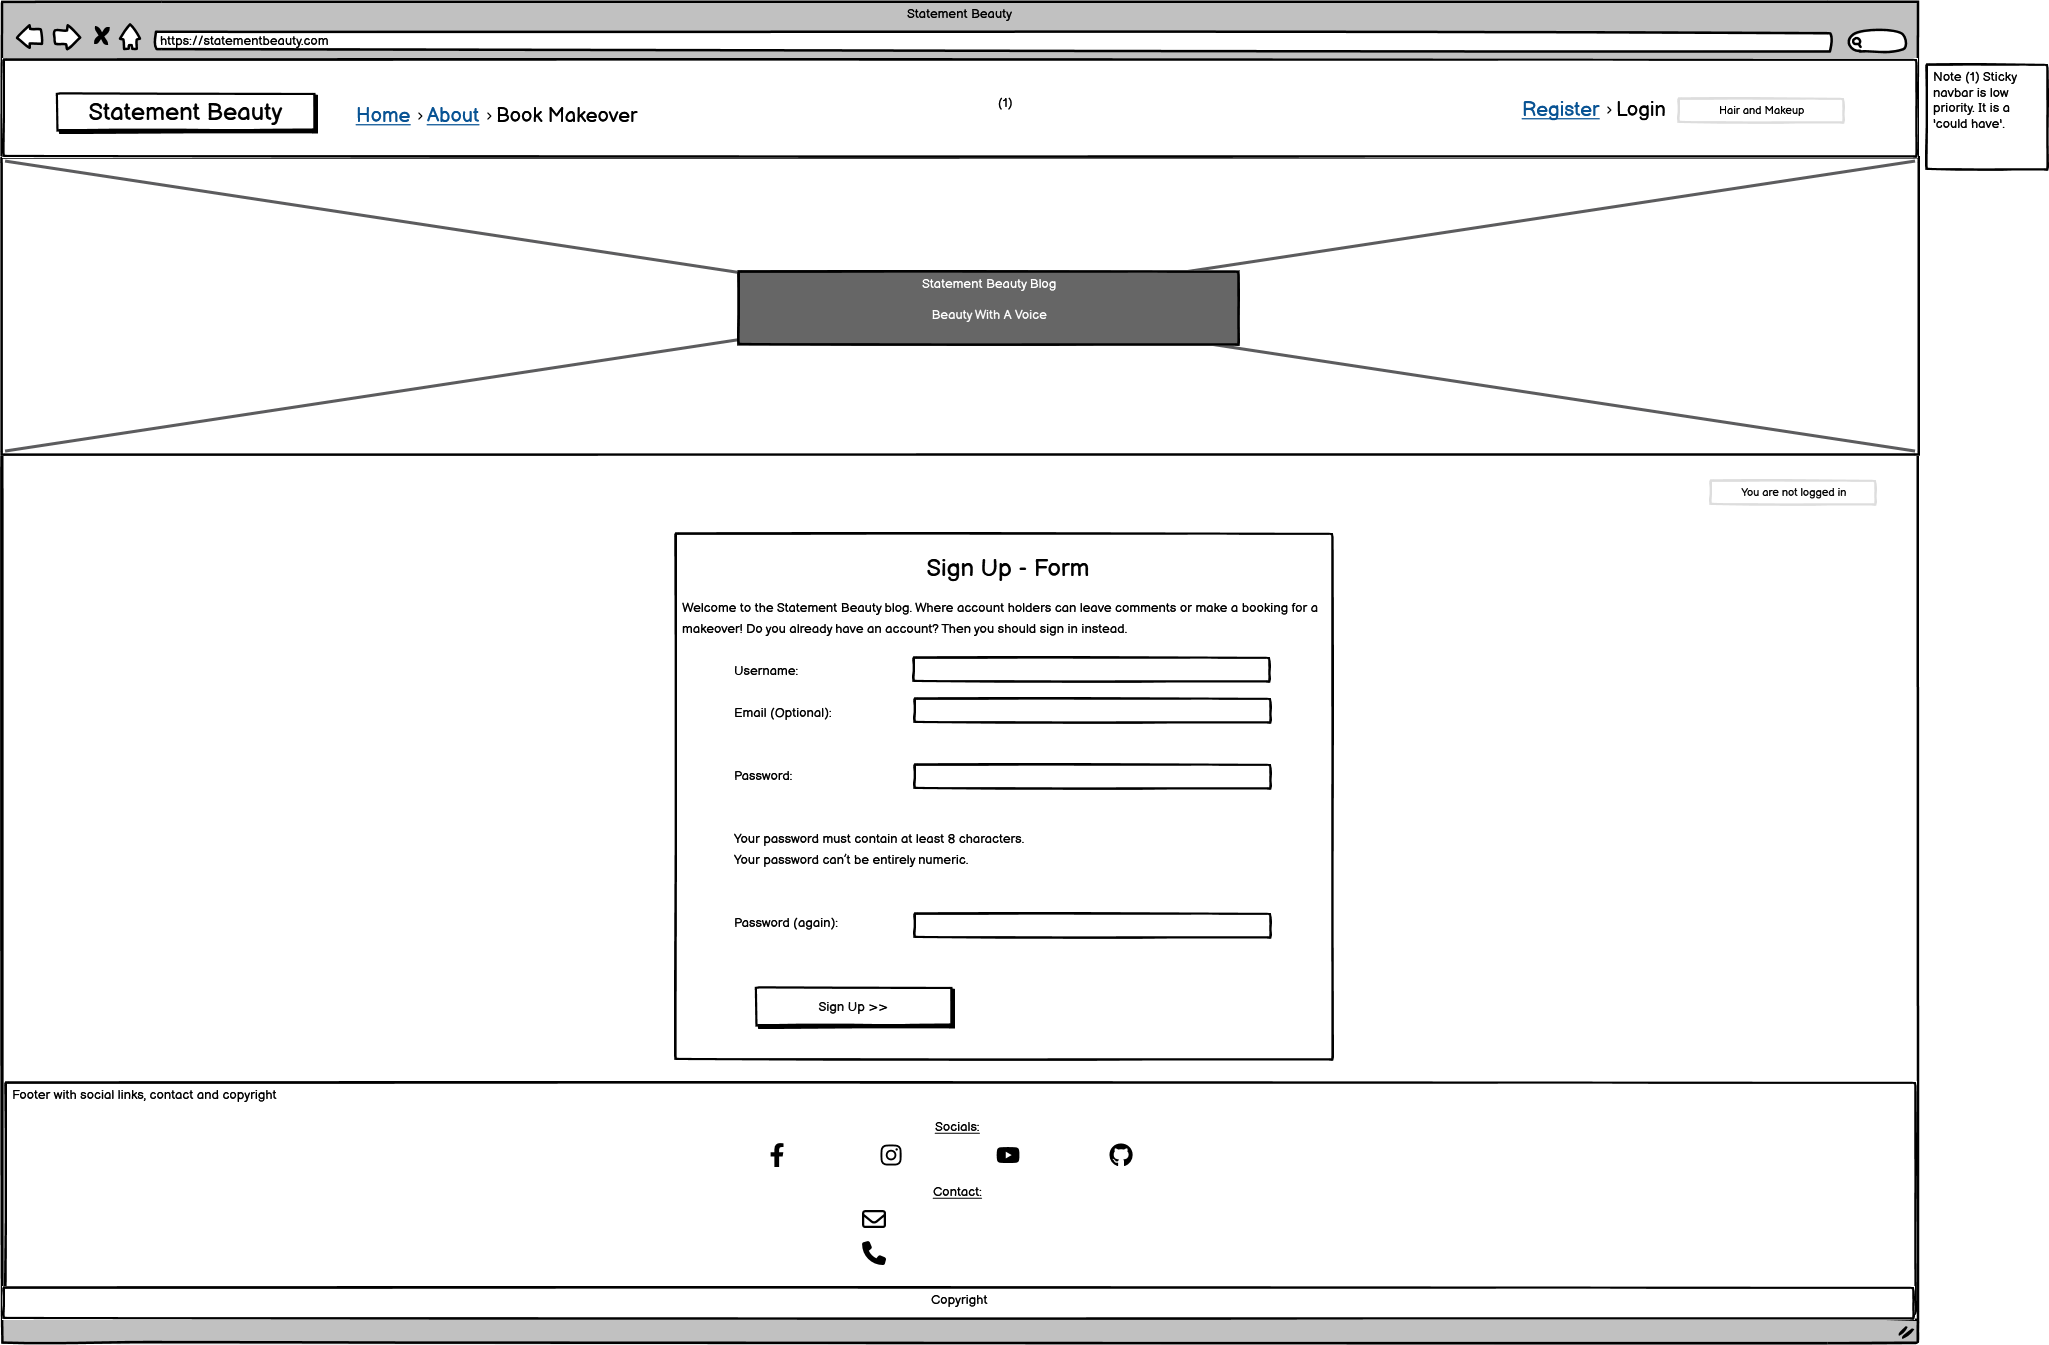 Statement Beauty
https://statementbeauty.com
Statement Beauty
Home › About › Book Makeover
(1)
Register › Login
Hair and Makeup
Note (1) Sticky
navbar is low
priority. It is a
'could have'.
Statement Beauty Blog
Beauty With A Voice
You are not logged in
Sign Up - Form
Welcome to the Statement Beauty blog. Where account holders can leave comments or make a booking for a
makeover! Do you already have an account? Then you should sign in instead.
Username:
Email (Optional):
Password:
Your password must contain at least 8 characters.
Your password can't be entirely numeric.
Password (again):
Sign Up >>
Footer with social links, contact and copyright
Socials:
Contact:
Copyright